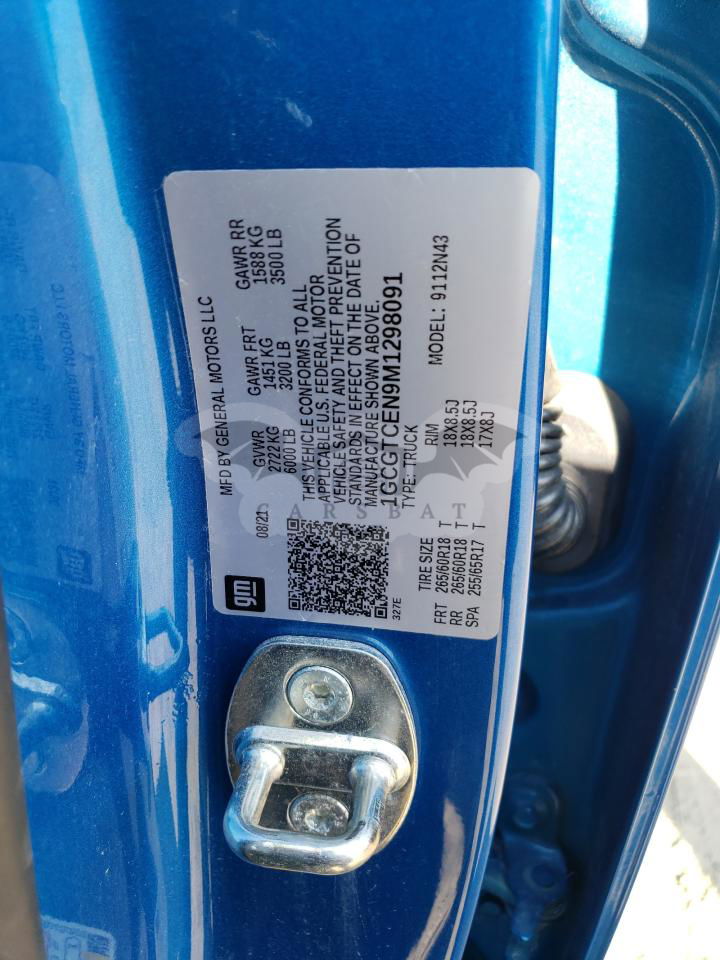 MFD BY GENERAL MOTORS LLC
08/21
GVWR GAWR FRT GAWR RR
2722 KG 1451 KG 1588 KG
6000 LB 3200 LB 3500 LB
THIS VEHICLE CONFORMS TO ALL
APPLICABLE U.S. FEDERAL MOTOR
VEHICLE SAFETY AND THEFT PREVENTION
STANDARDS IN EFFECT ON THE DATE OF
MANUFACTURE SHOWN ABOVE.
1GCGTCEN9M1298091
TYPE: TRUCK MODEL: 9112N43
gm
327E
TIRE SIZE RIM
FRT 265/60R18 T 18X8.5J
RR 265/60R18 T 18X8.5J
SPA 255/65R17 T 17X8J
CARSBAT